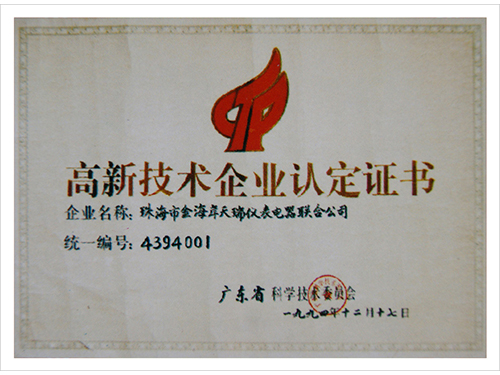 高新技术企业认定证书
企业名称：珠海市金海岸天瑞仪表电器联合公司
统一编号：4394001
广东省科学技术委员会
一九九四年十二月十七日